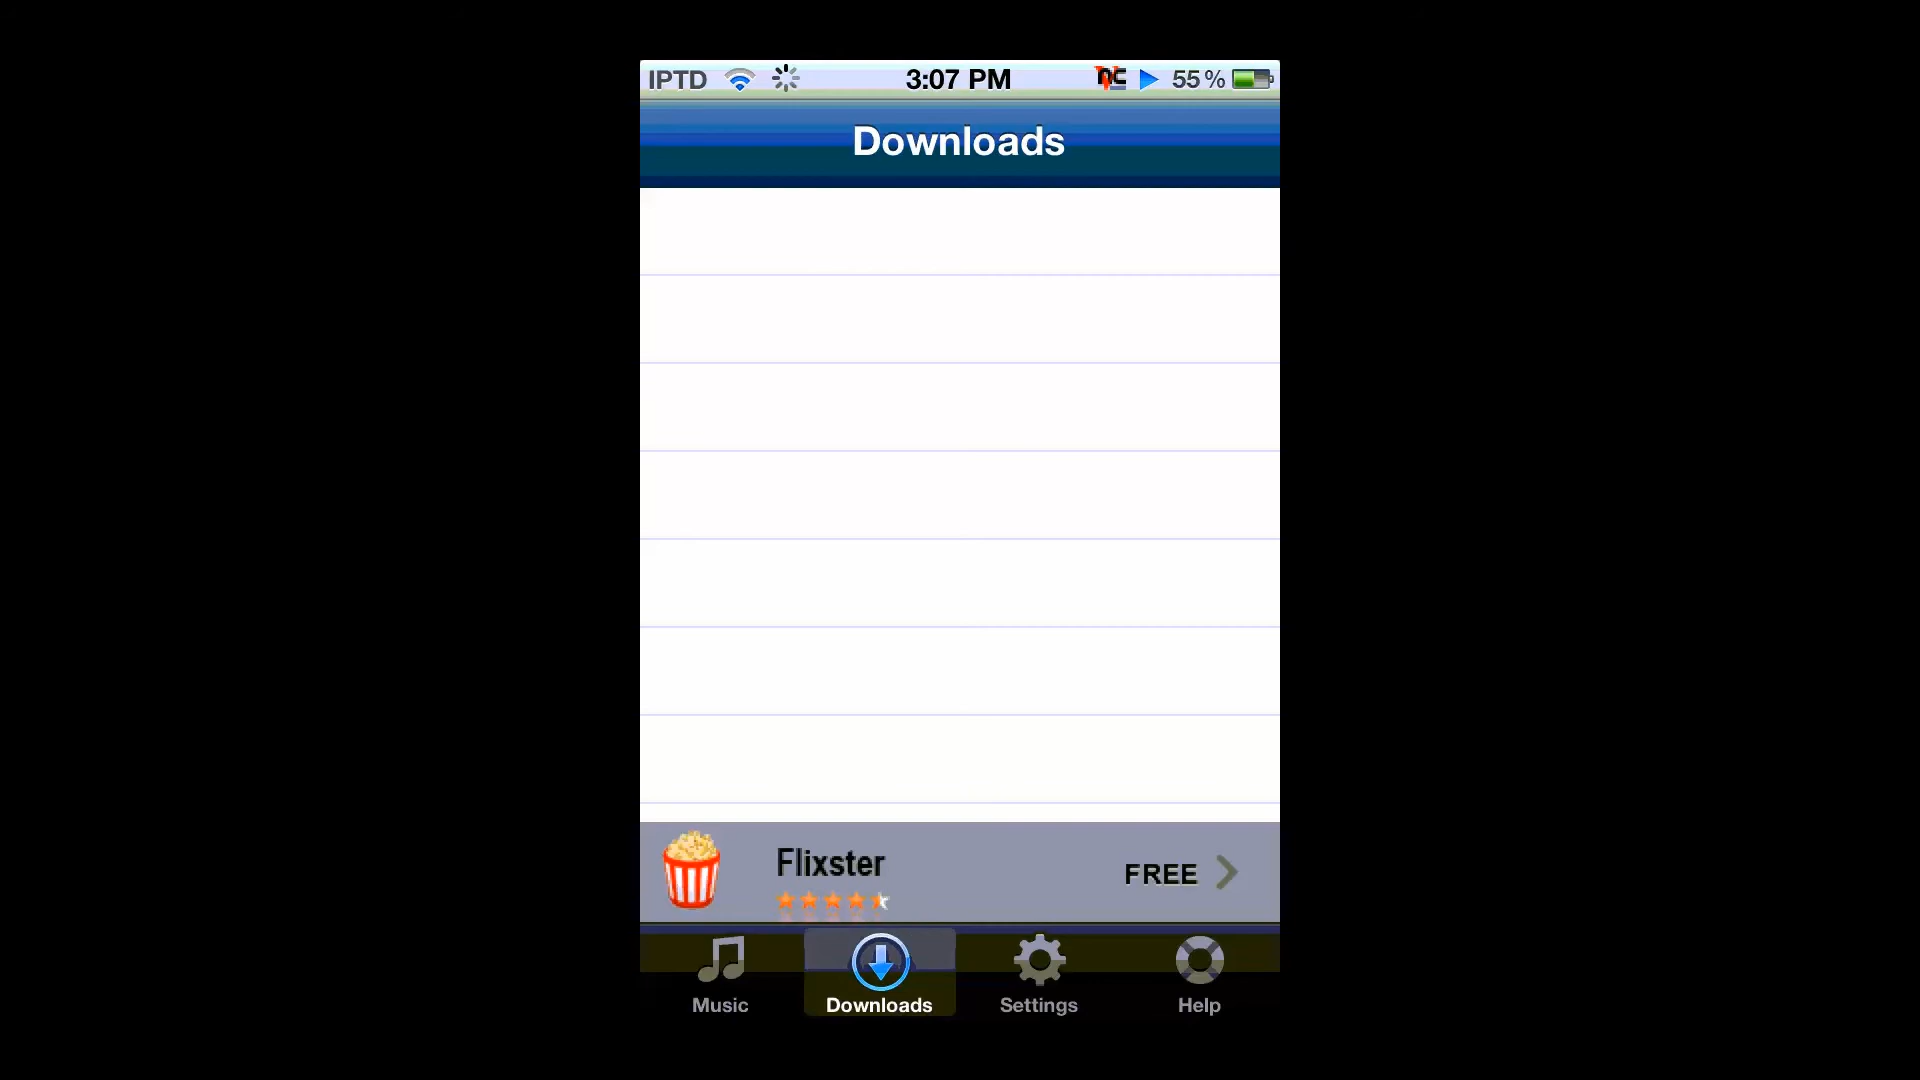 IPTD 3:07 PM 55%
Downloads
Flixster
FREE
Music Downloads Settings Help